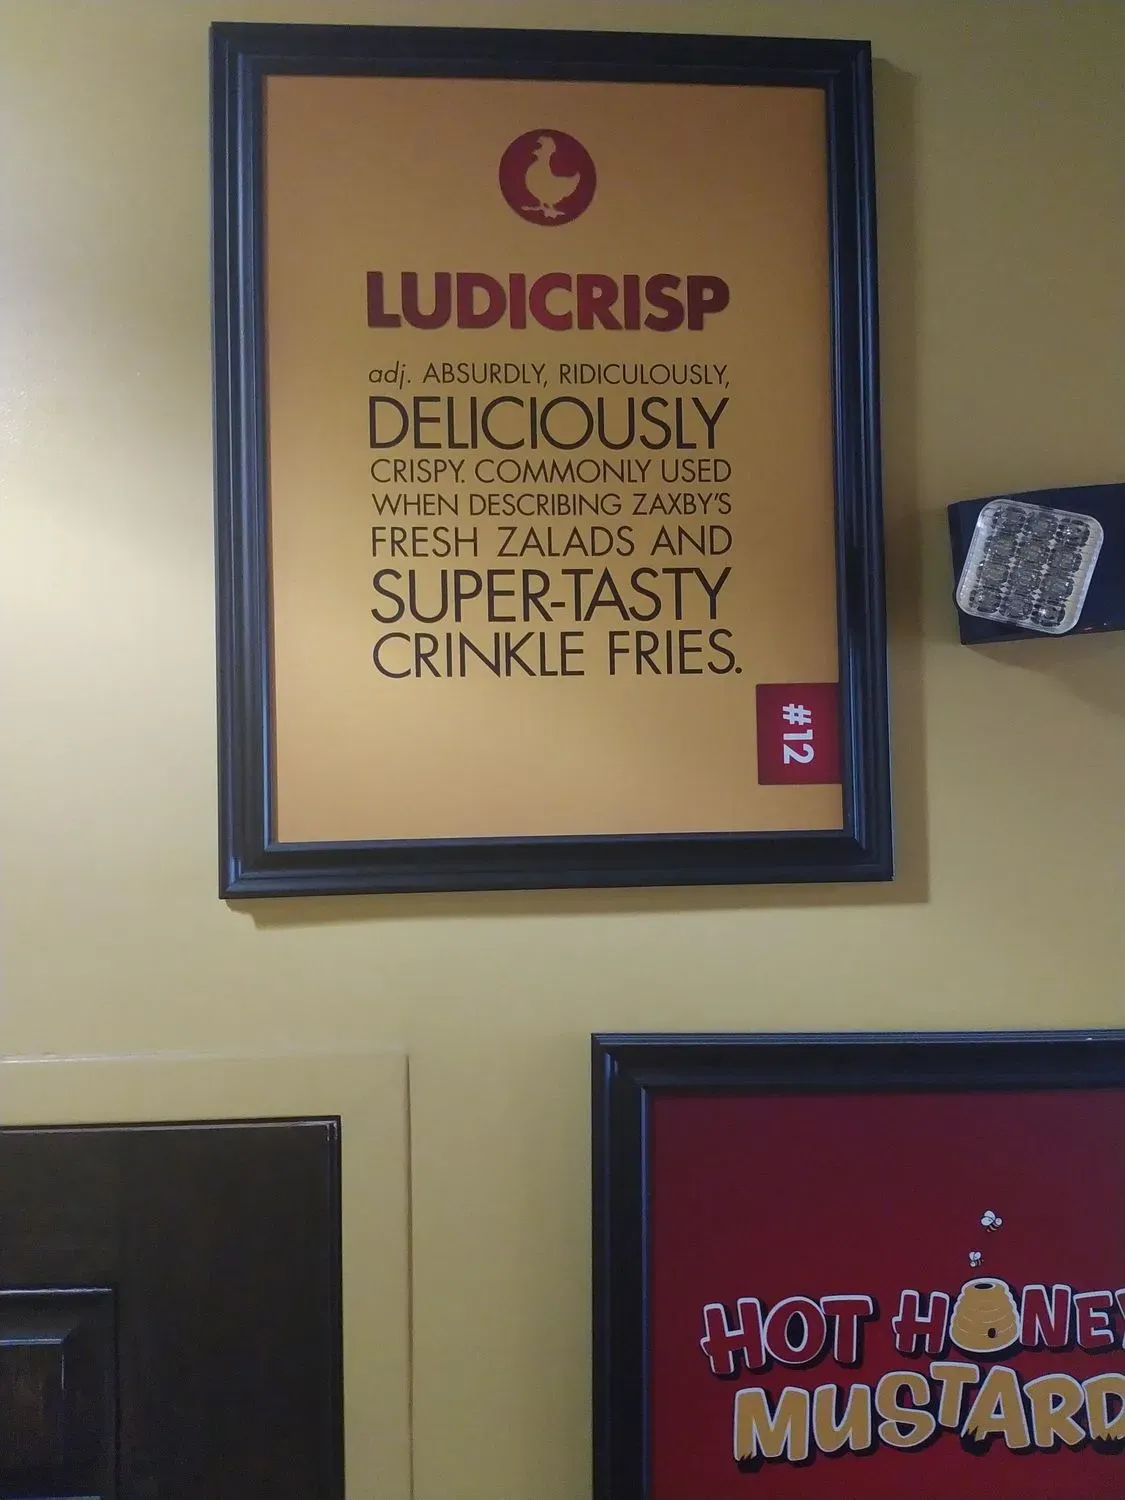 LUDICRISP
adj. ABSURDLY, RIDICULOUSLY,
DELICIOUSLY
CRISPY. COMMONLY USED
WHEN DESCRIBING ZAXBY'S
FRESH ZALADS AND
SUPER-TASTY
CRINKLE FRIES.
#12
HOT HONEY
MUSTARD